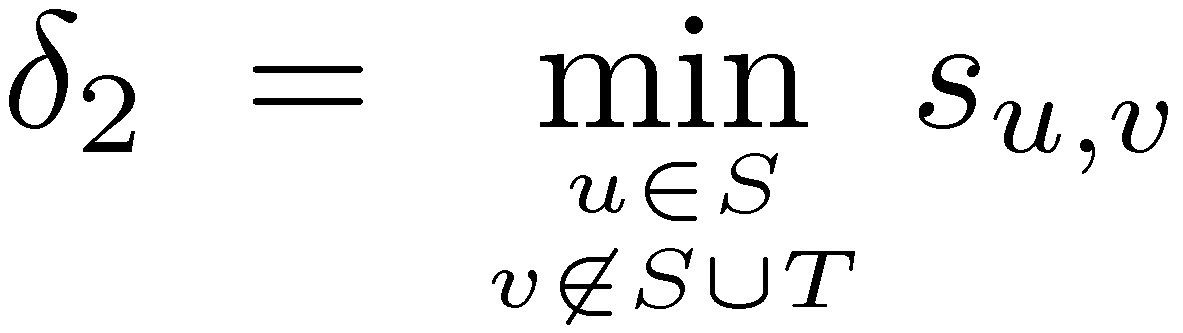 δ₂ = min s_{u,v}
u∈S
v∉S∪T